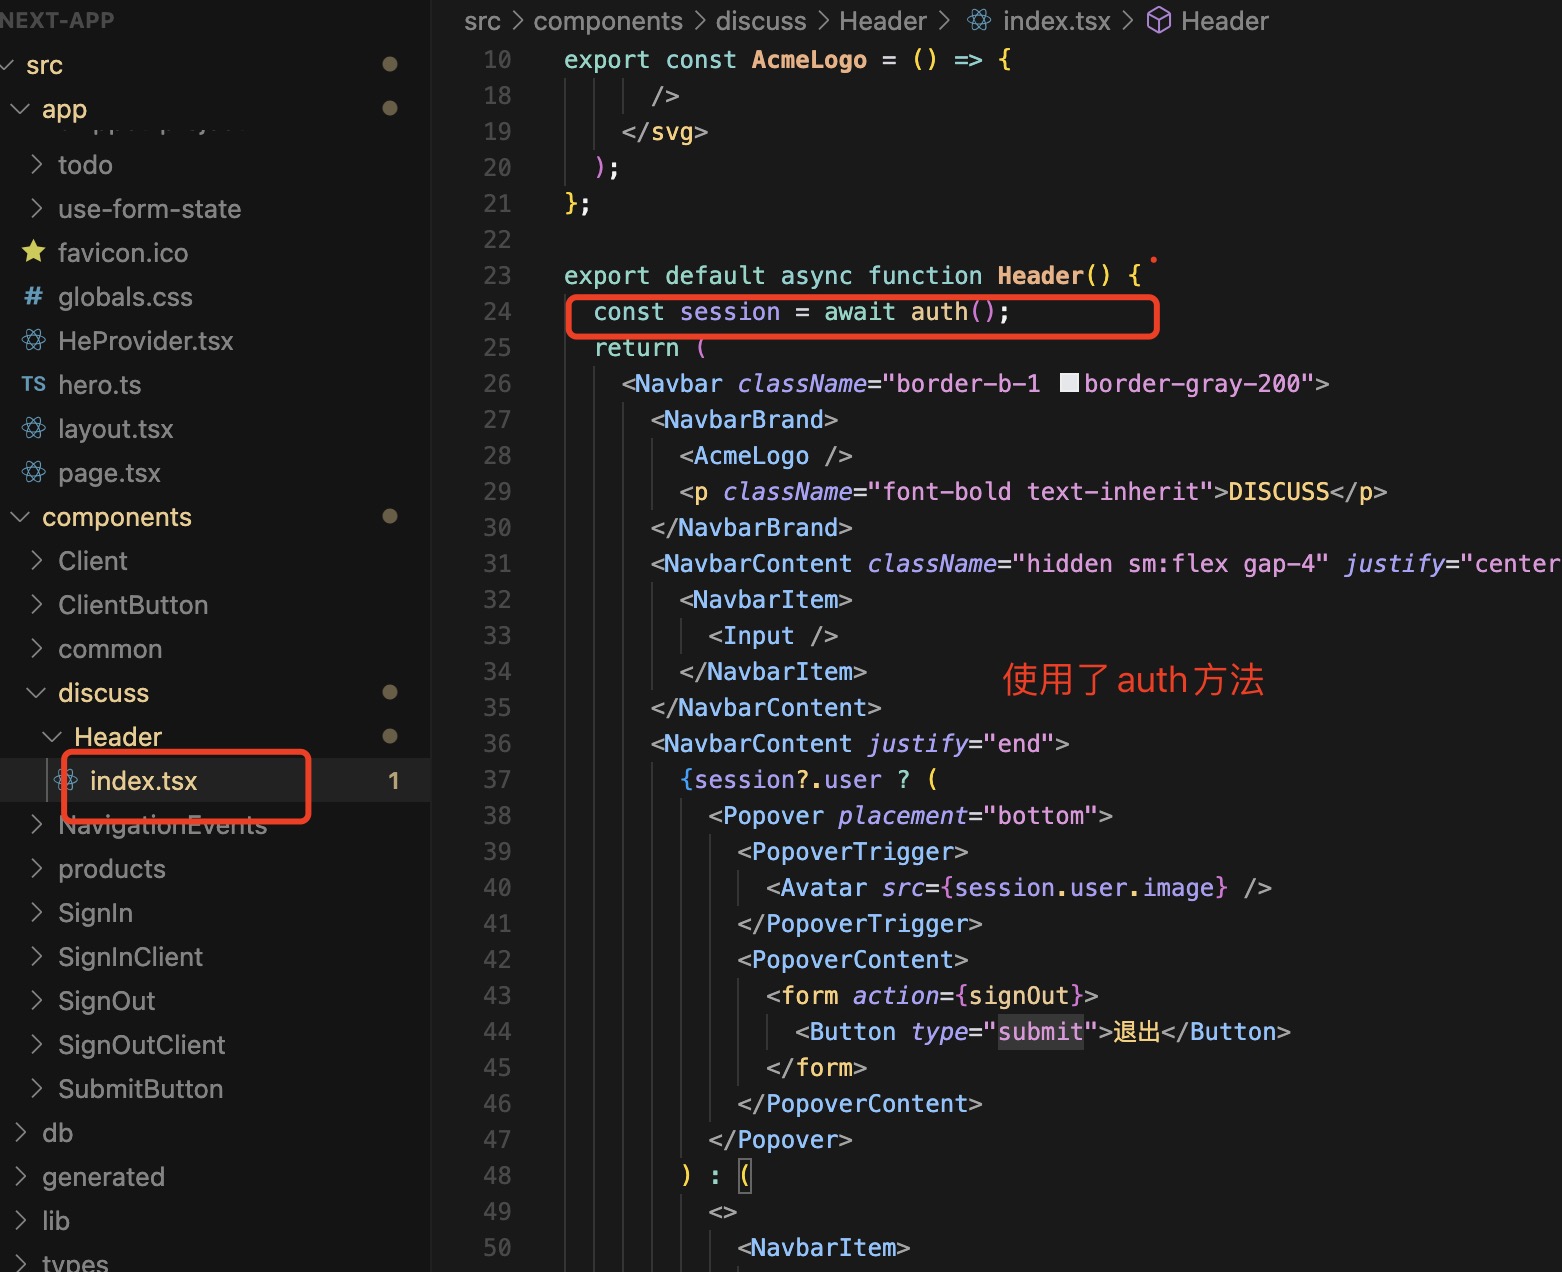 NEXT-APP
src
app
todo
use-form-state
favicon.ico
# globals.css
HeProvider.tsx
TS hero.ts
layout.tsx
page.tsx
components
Client
ClientButton
common
discuss
Header
index.tsx 1
NavigationEvents
products
SignIn
SignInClient
SignOut
SignOutClient
SubmitButton
db
generated
lib
types
src > components > discuss > Header > index.tsx > Header
10 export const AcmeLogo = () => {
18 />
19 </svg>
20 );
21 };
22
23 export default async function Header() {
24 const session = await auth();
25 return (
26 <Navbar className="border-b-1 border-gray-200">
27 <NavbarBrand>
28 <AcmeLogo />
29 <p className="font-bold text-inherit">DISCUSS</p>
30 </NavbarBrand>
31 <NavbarContent className="hidden sm:flex gap-4" justify="center
32 <NavbarItem>
33 <Input />
34 </NavbarItem>
使用了auth方法
35 </NavbarContent>
36 <NavbarContent justify="end">
37 {session?.user ? (
38 <Popover placement="bottom">
39 <PopoverTrigger>
40 <Avatar src={session.user.image} />
41 </PopoverTrigger>
42 <PopoverContent>
43 <form action={signOut}>
44 <Button type="submit">退出</Button>
45 </form>
46 </PopoverContent>
47 </Popover>
48 ) : (
49 <>
50 <NavbarItem>